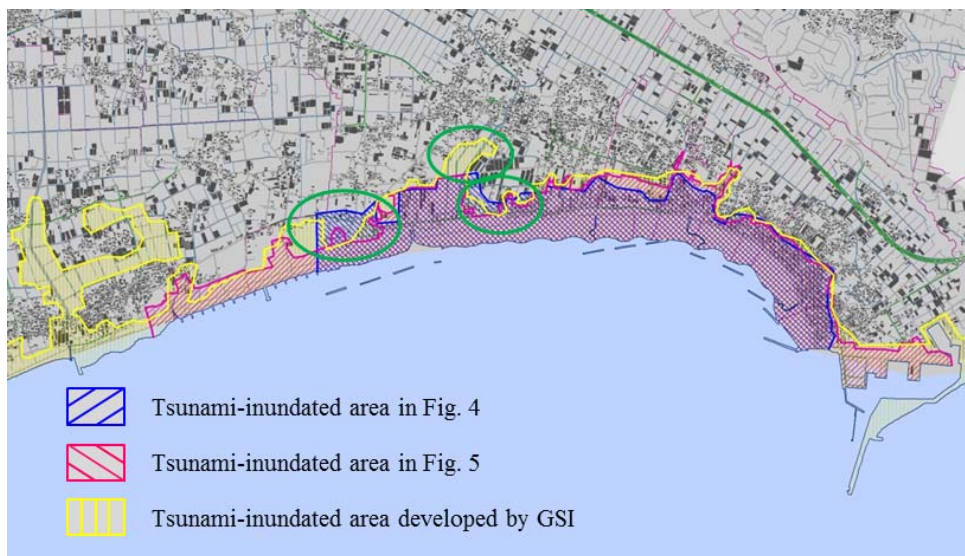 Tsunami-inundated area in Fig. 4
Tsunami-inundated area in Fig. 5
Tsunami-inundated area developed by GSI